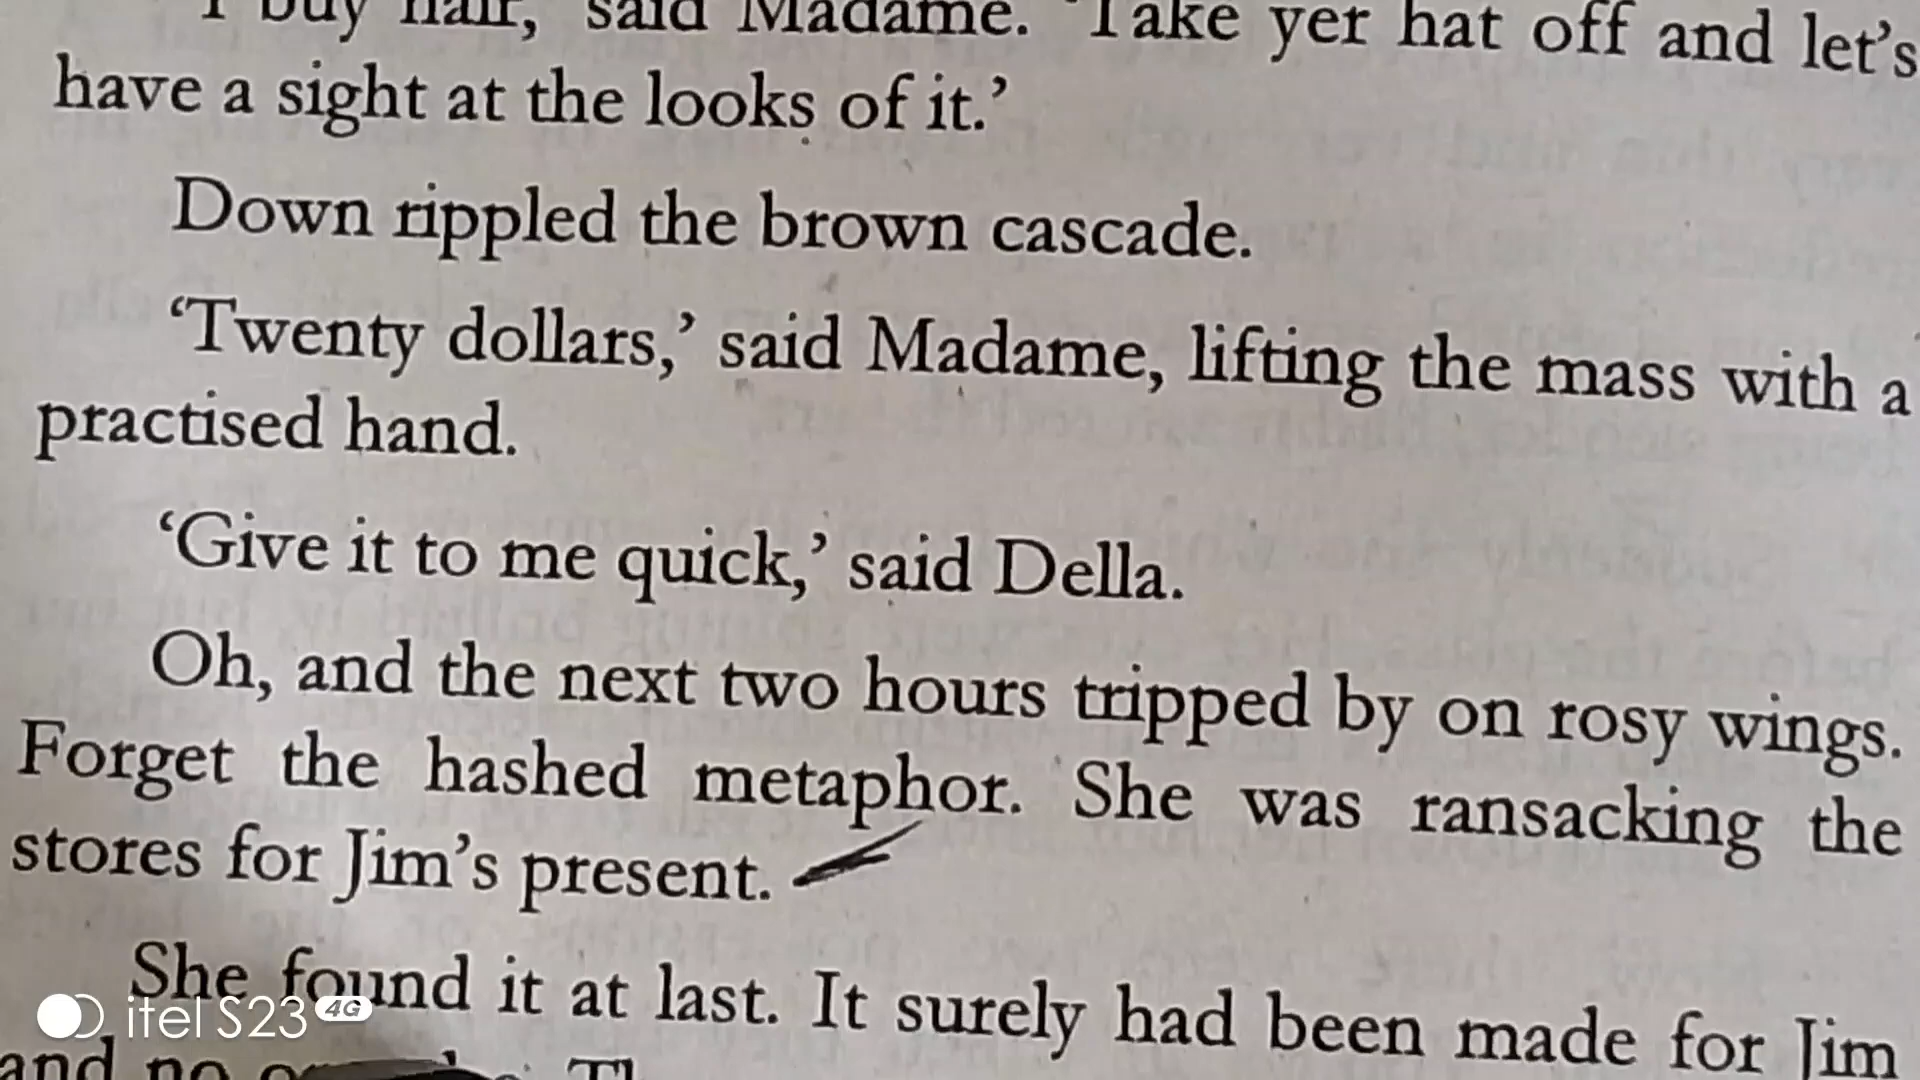 'I buy hair,' said Madame. 'Take yer hat off and let's
have a sight at the looks of it.'
Down rippled the brown cascade.
'Twenty dollars,' said Madame, lifting the mass with a
practised hand.
'Give it to me quick,' said Della.
Oh, and the next two hours tripped by on rosy wings.
Forget the hashed metaphor. She was ransacking the
stores for Jim's present.
She found it at last. It surely had been made for Jim
and no
itel S23 4G